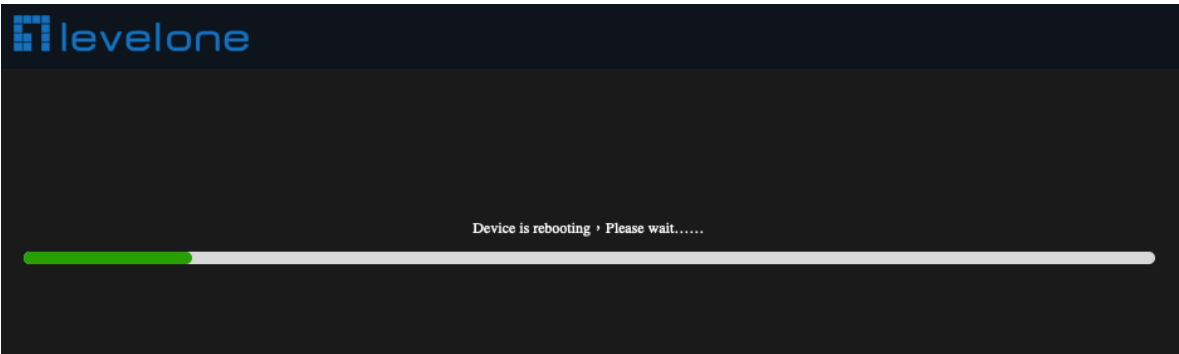 levelone
Device is rebooting，Please wait......